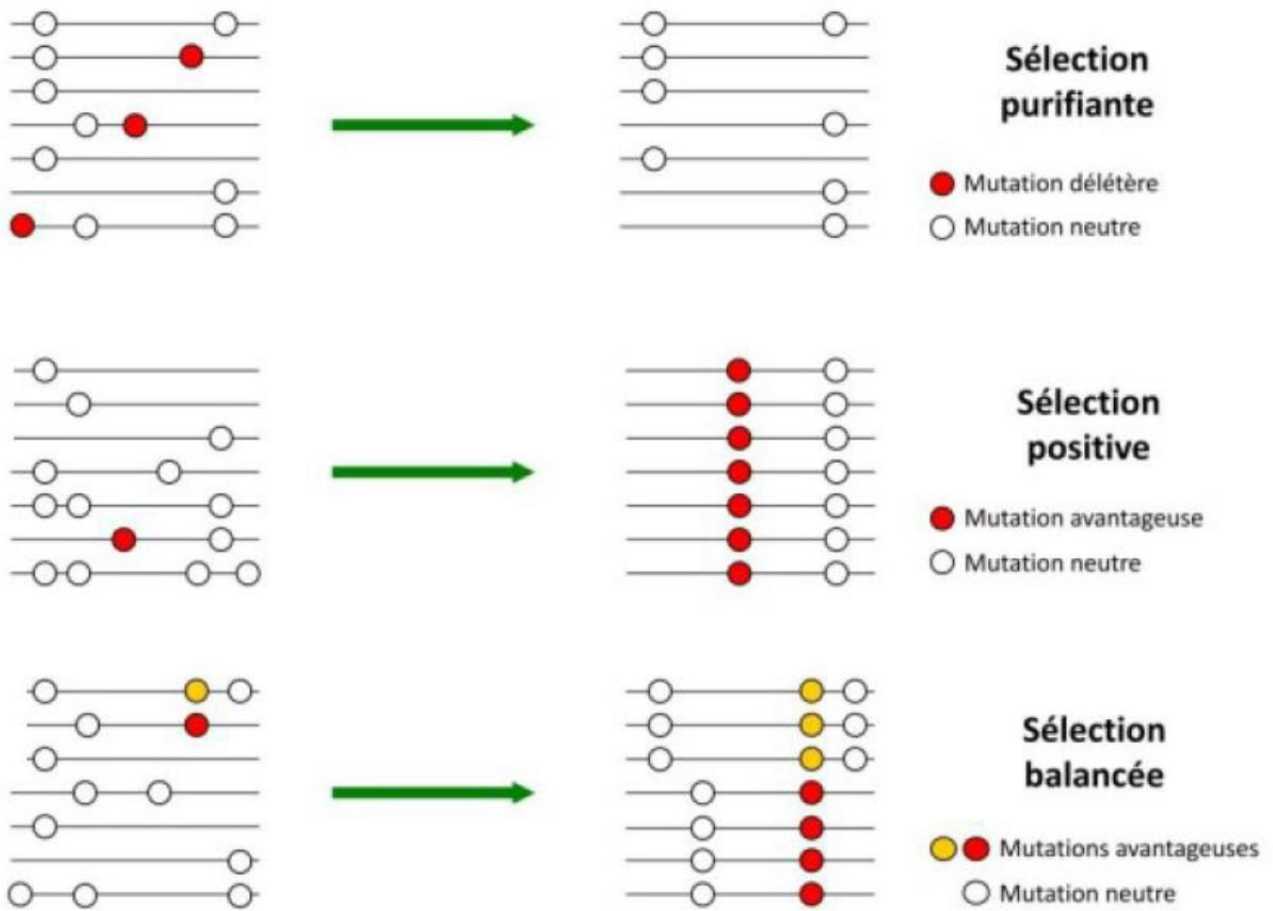 Sélection
purifiante
Mutation délétère
Mutation neutre
Sélection
positive
Mutation avantageuse
Mutation neutre
Sélection
balancée
Mutations avantageuses
Mutation neutre